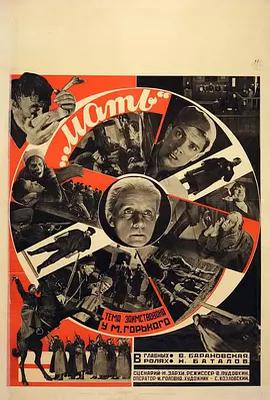 „Мать“
ТЕМА ЗАИМСТВОВАНА
У М. ГОРЬКОГО
В ГЛАВНЫХ РОЛЯХ - В. БАРАНОВСКАЯ
Н. БАТАЛОВ
СЦЕНАРИЙ Н. ЗАРХИ, РЕЖИССЕР В. ПУДОВКИН,
ОПЕРАТОР А. ГОЛОВНЯ, ХУДОЖНИК - С. КОЗЛОВСКИЙ.